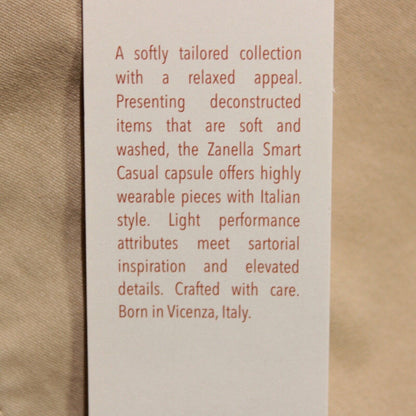 A softly tailored collection
with a relaxed appeal.
Presenting deconstructed
items that are soft and
washed, the Zanella Smart
Casual capsule offers highly
wearable pieces with Italian
style. Light performance
attributes meet sartorial
inspiration and elevated
details. Crafted with care.
Born in Vicenza, Italy.